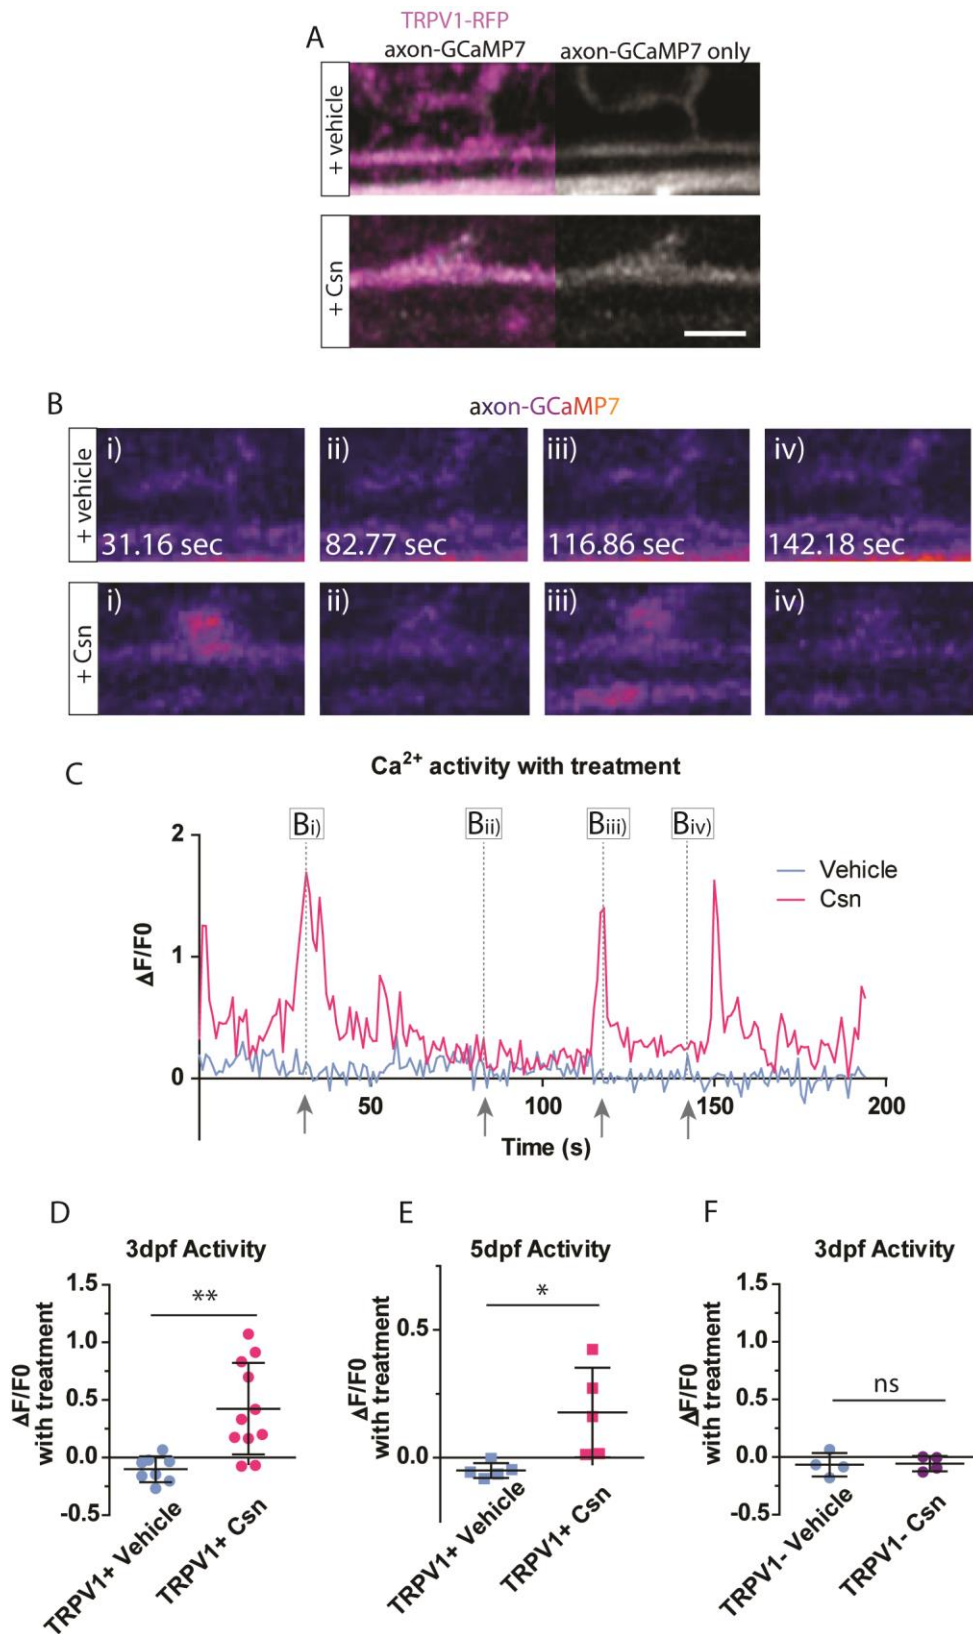 A
TRPV1-RFP
axon-GCaMP7
axon-GCaMP7 only
+ vehicle
+ Csn
B
axon-GCaMP7
+ vehicle
i)
31.16 sec
ii)
82.77 sec
iii)
116.86 sec
iv)
142.18 sec
+ Csn
i)
ii)
iii)
iv)
C
Ca²⁺ activity with treatment
Bi)
Bii)
Biii)
Biv)
Vehicle
Csn
ΔF/F0
2
1
0
50
100
150
200
Time (s)
D
3dpf Activity
ΔF/F0
with treatment
1.5
1.0
0.5
0.0
-0.5
**
TRPV1+ Vehicle
TRPV1+ Csn
E
5dpf Activity
ΔF/F0
with treatment
0.5
0.0
*
TRPV1+ Vehicle
TRPV1+ Csn
F
3dpf Activity
ΔF/F0
with treatment
1.5
1.0
0.5
0.0
-0.5
ns
TRPV1- Vehicle
TRPV1- Csn